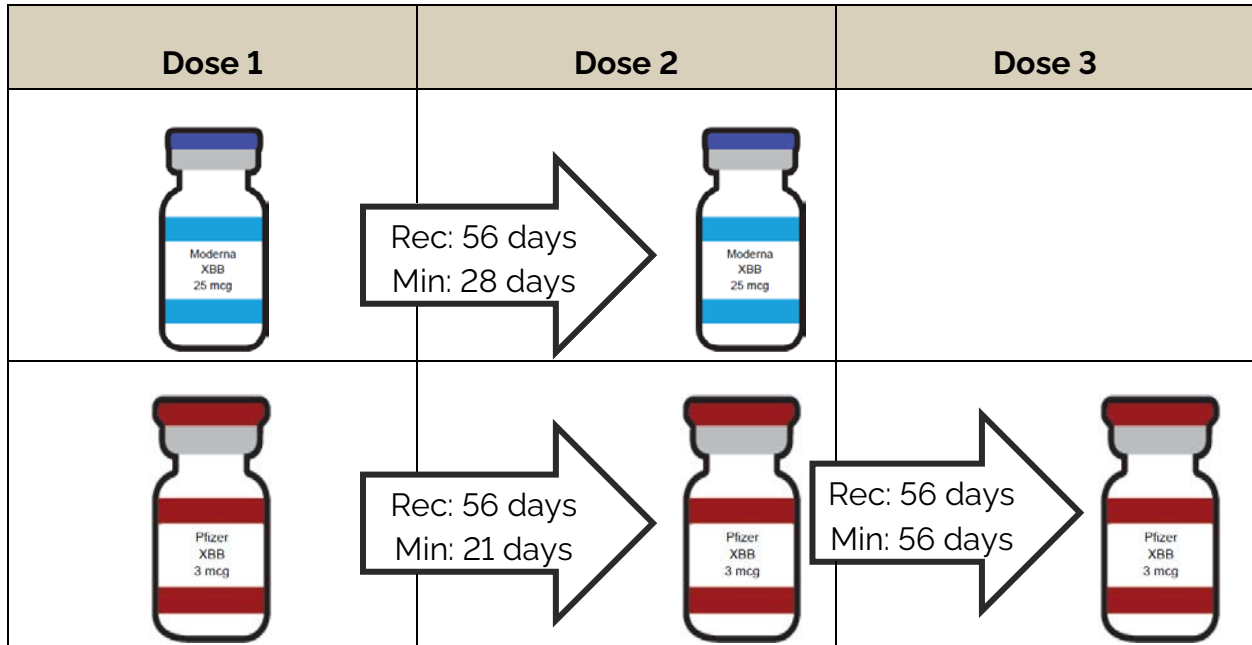 Dose 1
Dose 2
Dose 3
Moderna
XBB
25 mcg
Rec: 56 days
Min: 28 days
Moderna
XBB
25 mcg
Pfizer
XBB
3 mcg
Rec: 56 days
Min: 21 days
Pfizer
XBB
3 mcg
Rec: 56 days
Min: 56 days
Pfizer
XBB
3 mcg